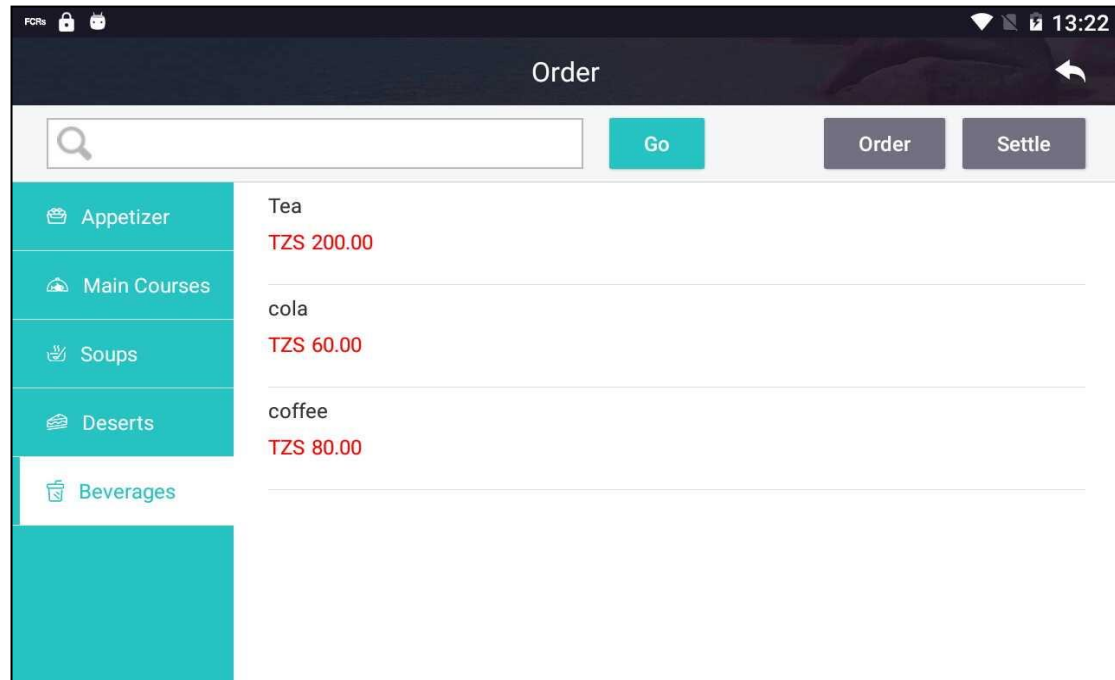 FCRs 13:22
Order
Go Order Settle
Appetizer
Main Courses
Soups
Deserts
Beverages
Tea
TZS 200.00
cola
TZS 60.00
coffee
TZS 80.00